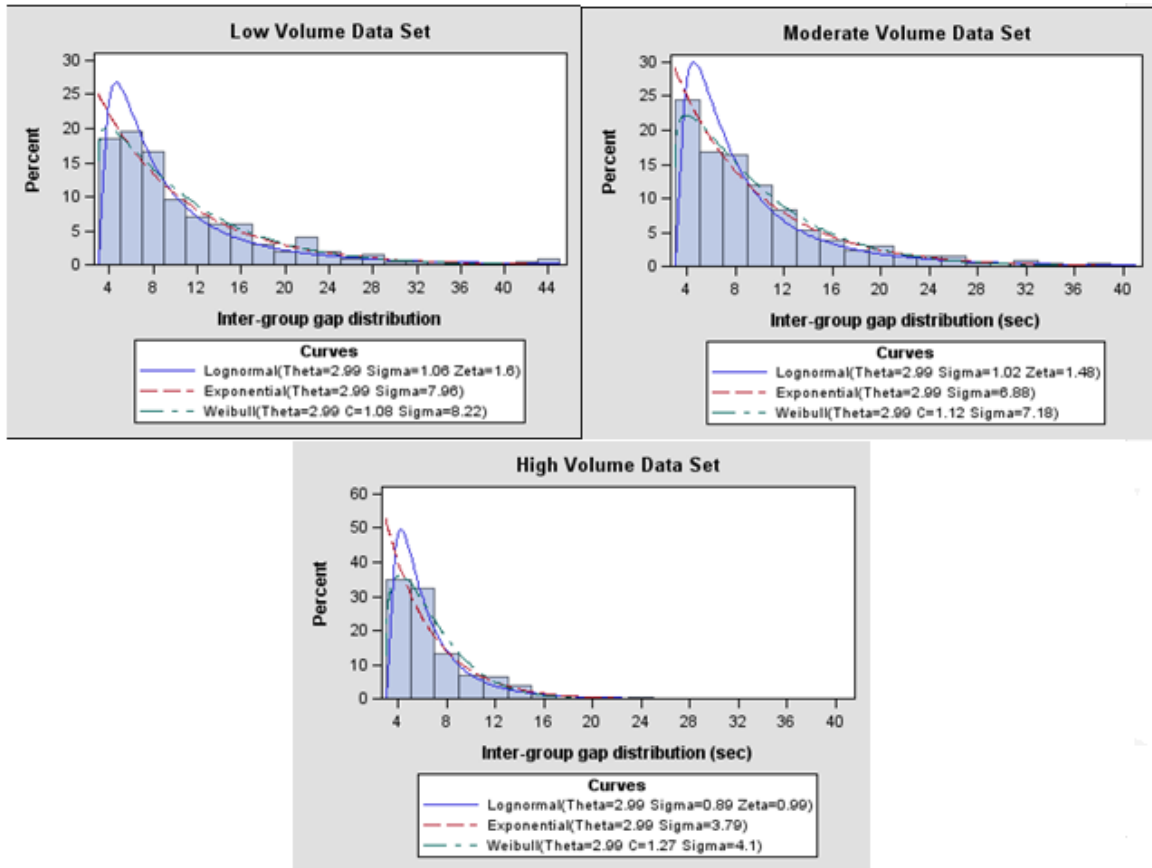 Low Volume Data Set
Percent
30
25
20
15
10
5
0
4 8 12 16 20 24 28 32 36 40 44
Inter-group gap distribution
Curves
Lognormal(Theta=2.99 Sigma=1.06 Zeta=1.6)
Exponential(Theta=2.99 Sigma=7.96)
Weibull(Theta=2.99 C=1.08 Sigma=8.22)
Moderate Volume Data Set
Percent
30
25
20
15
10
5
0
4 8 12 16 20 24 28 32 36 40
Inter-group gap distribution (sec)
Curves
Lognormal(Theta=2.99 Sigma=1.02 Zeta=1.48)
Exponential(Theta=2.99 Sigma=6.88)
Weibull(Theta=2.99 C=1.12 Sigma=7.18)
High Volume Data Set
Percent
60
50
40
30
20
10
0
4 8 12 16 20 24 28 32 36 40
Inter-group gap distribution (sec)
Curves
Lognormal(Theta=2.99 Sigma=0.89 Zeta=0.99)
Exponential(Theta=2.99 Sigma=3.79)
Weibull(Theta=2.99 C=1.27 Sigma=4.1)